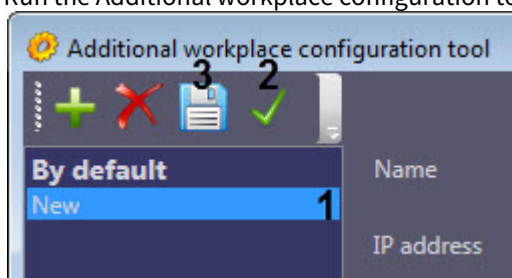 Run the Additional workplace configuration to
Additional workplace configuration tool
3 2
By default
Name
New 1
IP address